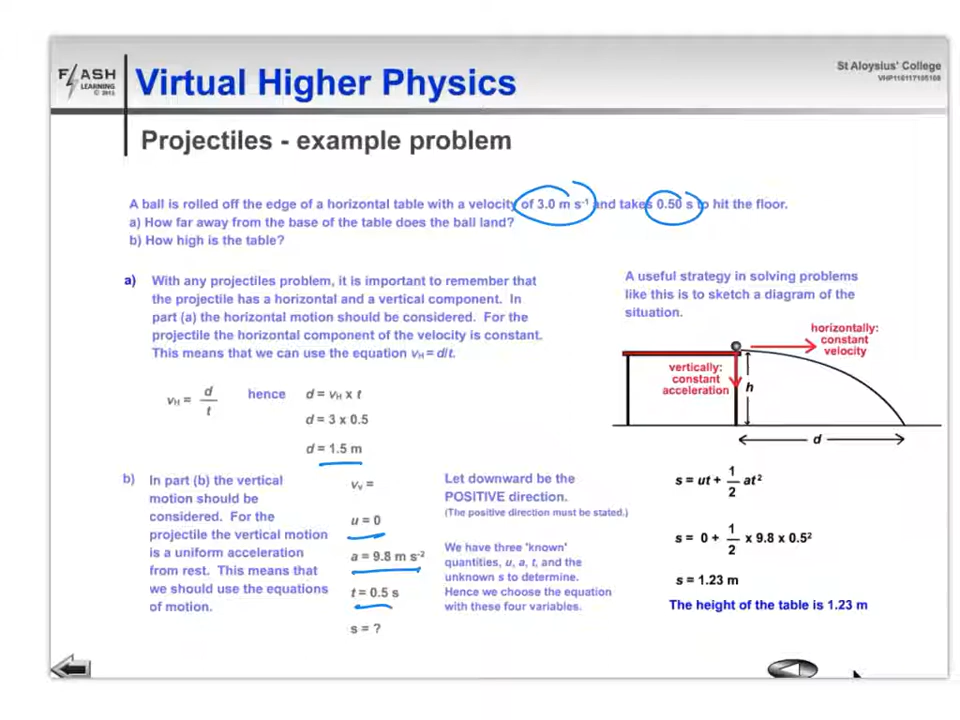 FLASH
LEARNING
© 2013
Virtual Higher Physics
St Aloysius' College
Projectiles - example problem
A ball is rolled off the edge of a horizontal table with a velocity of 3.0 m s⁻¹ and takes 0.50 s to hit the floor.
a) How far away from the base of the table does the ball land?
b) How high is the table?
a) With any projectiles problem, it is important to remember that
the projectile has a horizontal and a vertical component. In
part (a) the horizontal motion should be considered. For the
projectile the horizontal component of the velocity is constant.
This means that we can use the equation vH = d/t.
vH = d/t hence d = vH x t
d = 3 x 0.5
d = 1.5 m
A useful strategy in solving problems
like this is to sketch a diagram of the
situation.
horizontally:
constant
velocity
vertically:
constant
acceleration
h
d
b) In part (b) the vertical
motion should be
considered. For the
projectile the vertical motion
is a uniform acceleration
from rest. This means that
we should use the equations
of motion.
vv =
u = 0
a = 9.8 m s⁻²
t = 0.5 s
s = ?
Let downward be the
POSITIVE direction.
(The positive direction must be stated.)
We have three 'known'
quantities, u, a, t, and the
unknown s to determine.
Hence we choose the equation
with these four variables.
s = ut + 1/2 at²
s = 0 + 1/2 x 9.8 x 0.5²
s = 1.23 m
The height of the table is 1.23 m